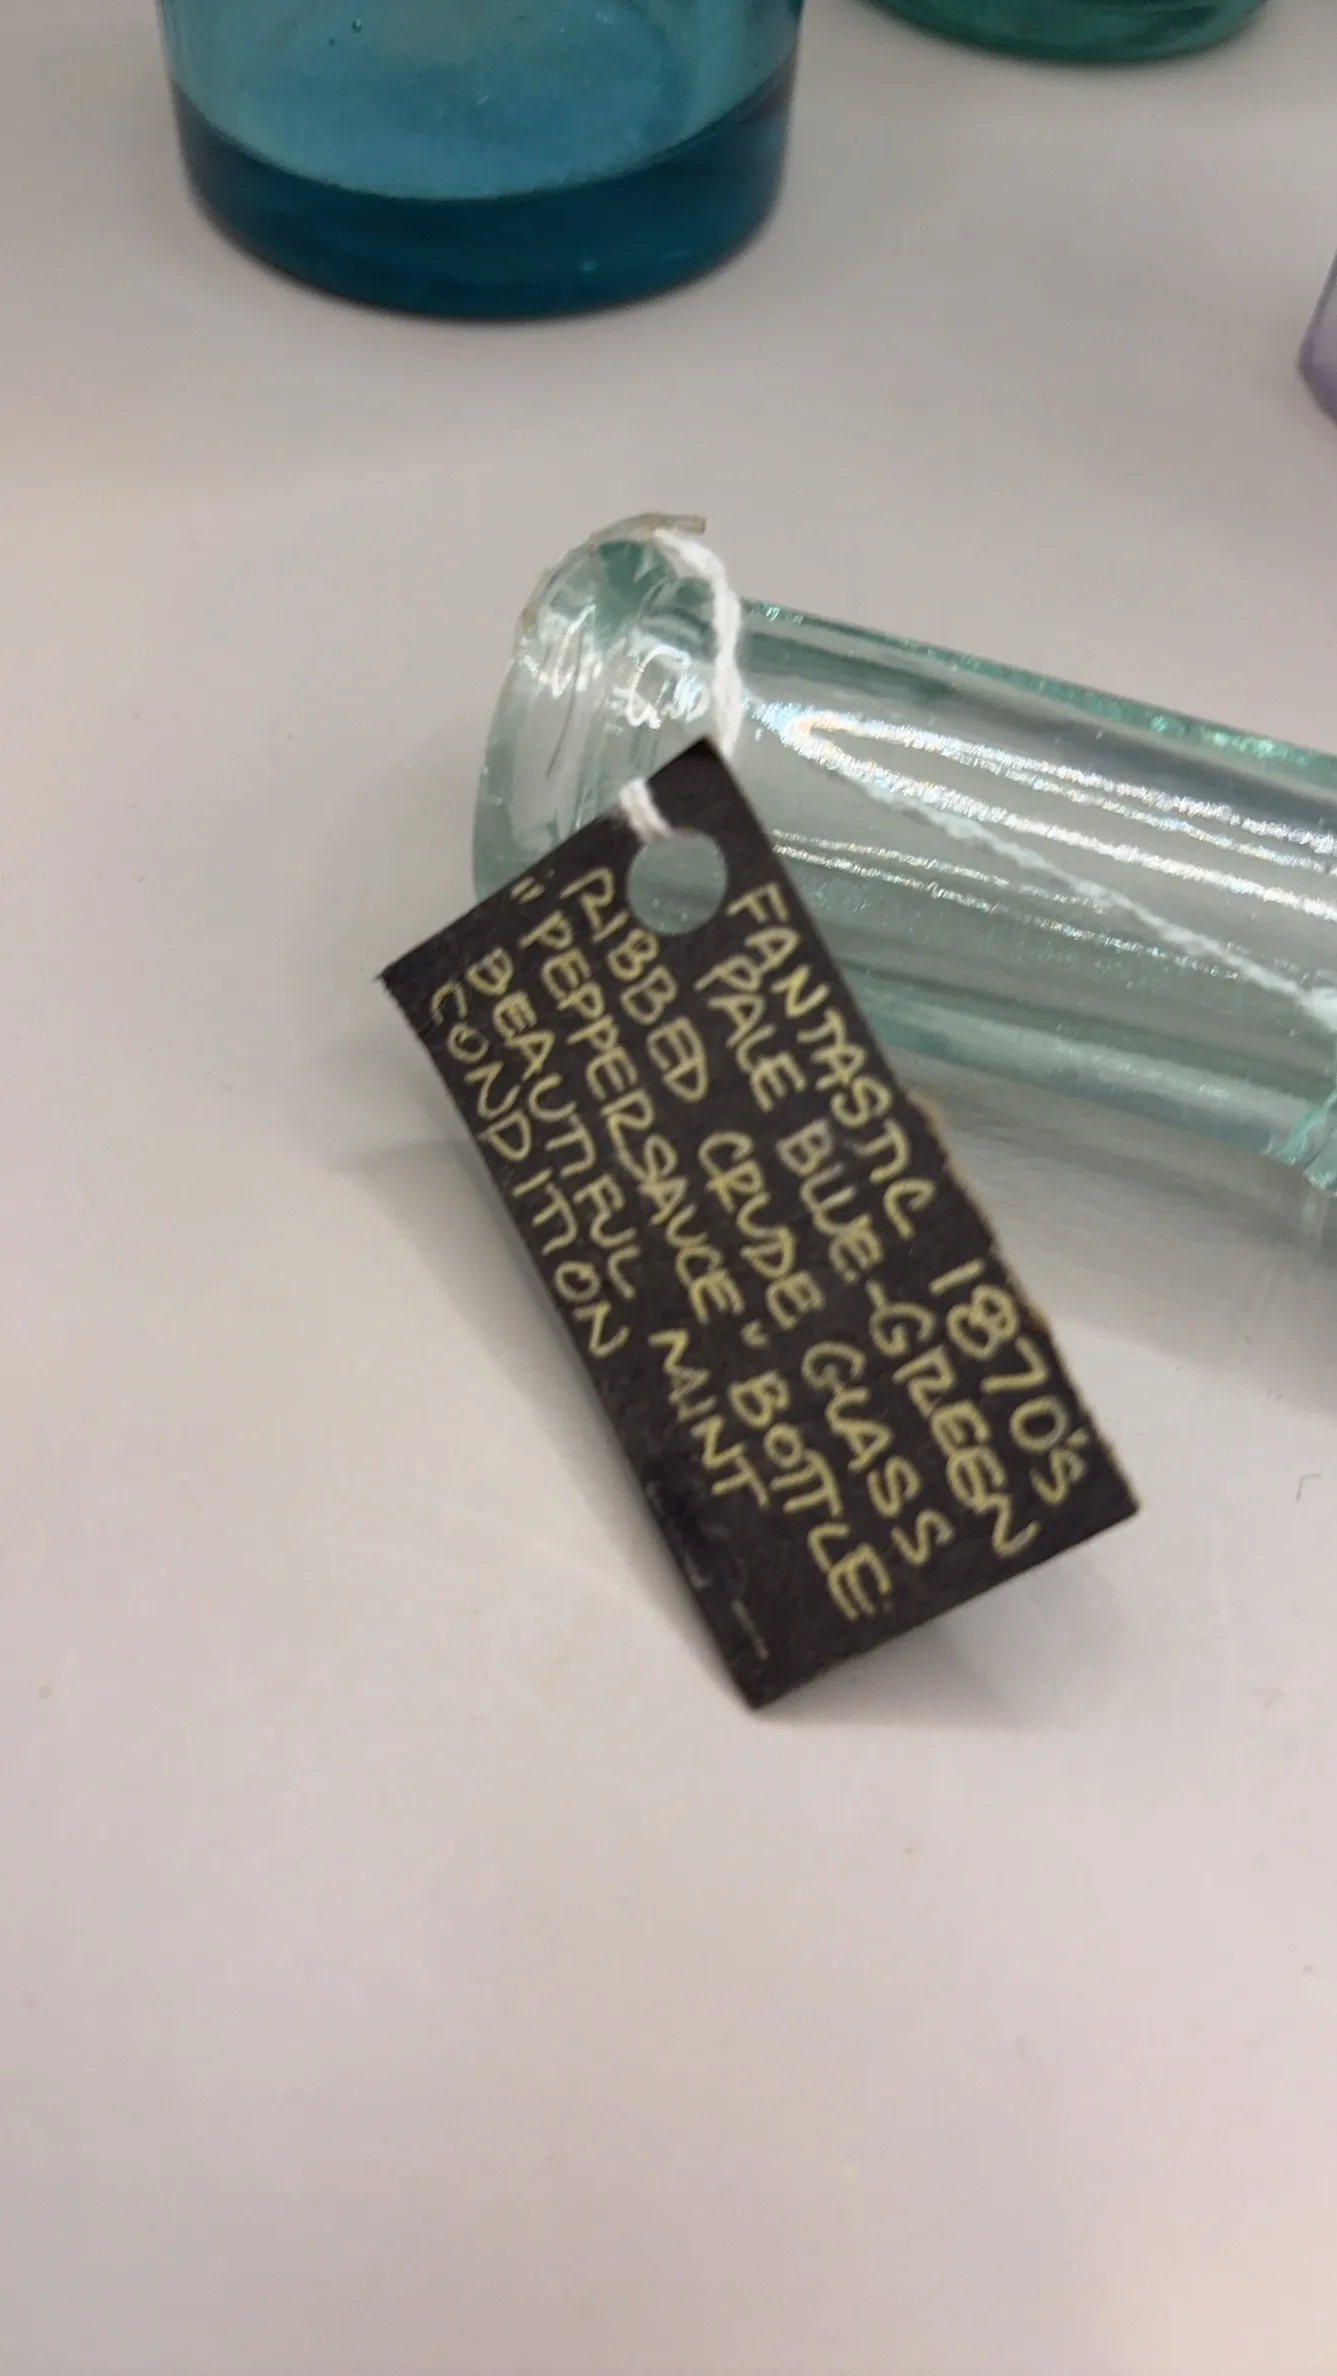 FANTASTIC 1870's
PALE BLUE-GREEN
RIBBED CRUDE GLASS
"PEPPERSAUCE" BOTTLE
BEAUTIFUL MINT
CONDITION